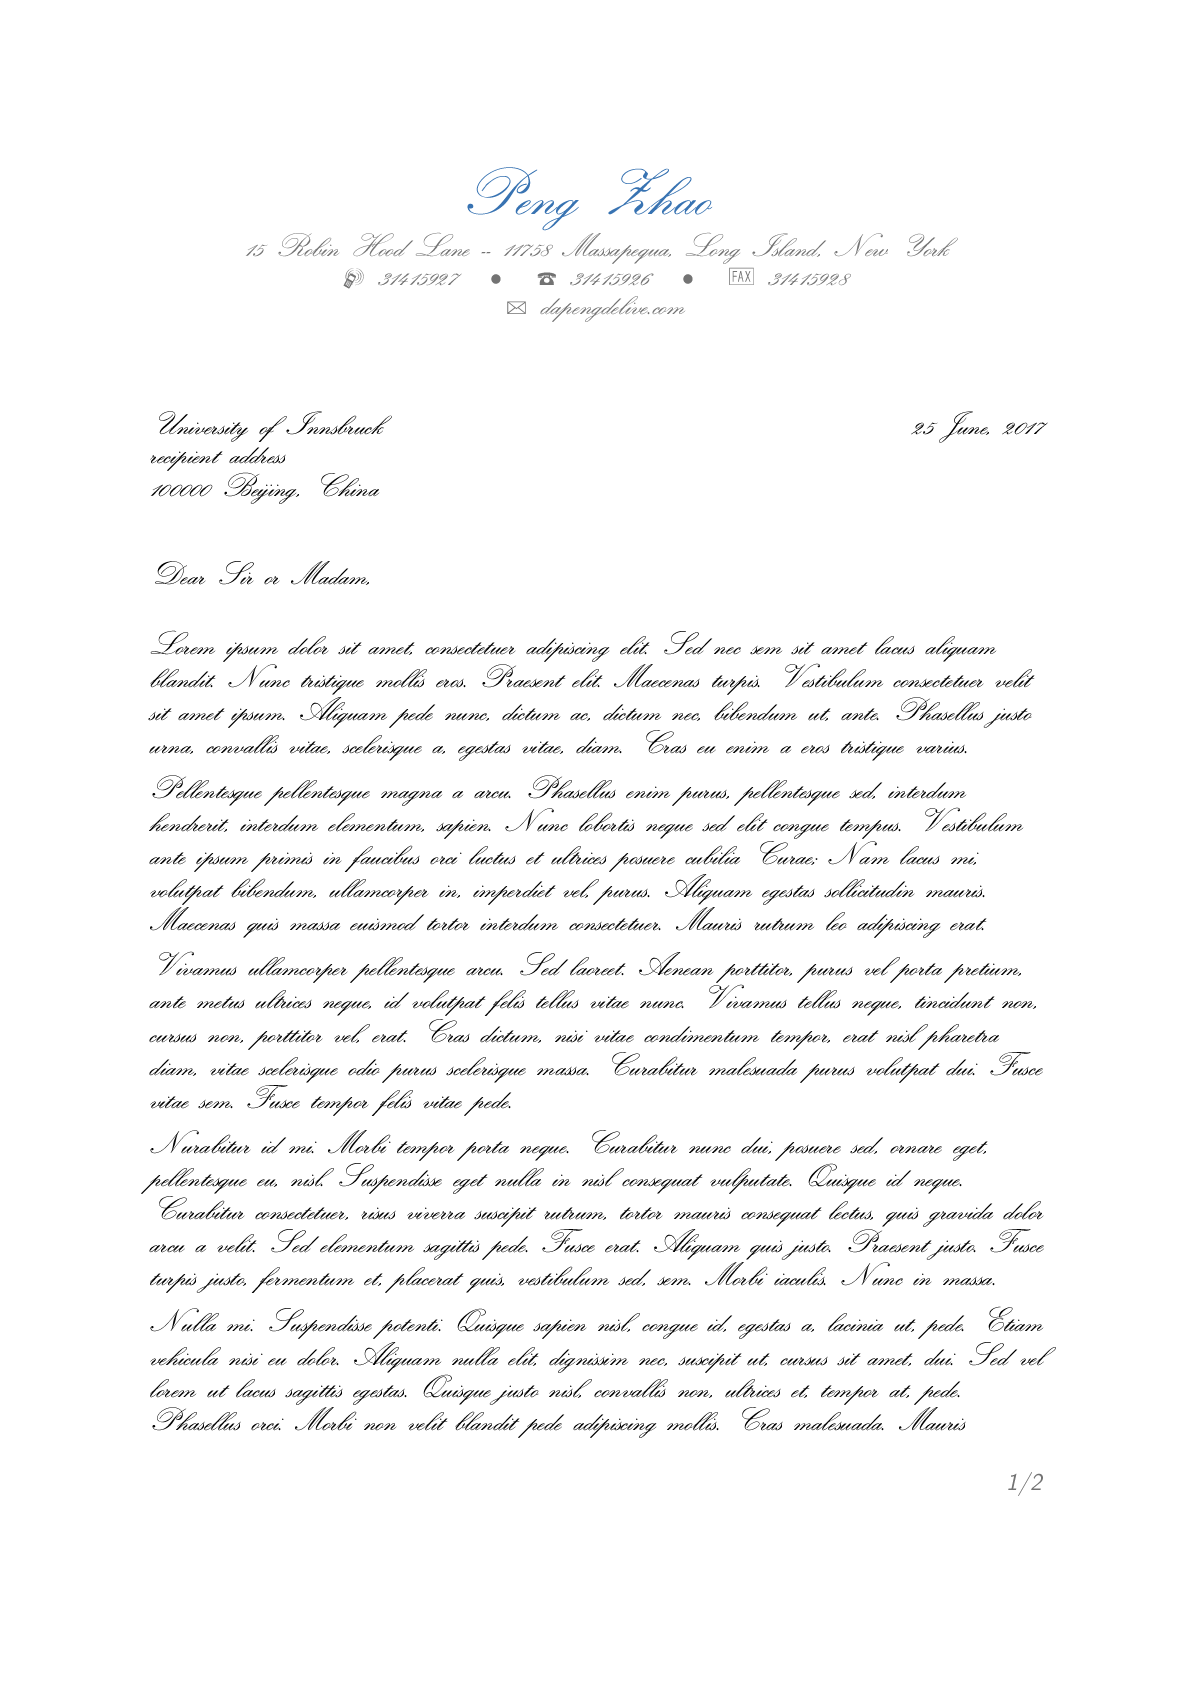 Peng Zhao
15 Robin Hood Lane -- 11758 Massapequa, Long Island, New York
31415927 • 31415926 • FAX 31415928
dapengdelive.com
University of Innsbruck
25 June, 2017
recipient address
100000 Beijing, China
Dear Sir or Madam,
Lorem ipsum dolor sit amet, consectetuer adipiscing elit. Sed nec sem sit amet lacus aliquam
blandit. Nunc tristique mollis eros. Praesent elit. Maecenas turpis. Vestibulum consectetuer velit
sit amet ipsum. Aliquam pede nunc, dictum ac, dictum nec, bibendum ut, ante. Phasellus justo
urna, convallis vitae, scelerisque a, egestas vitae, diam. Cras eu enim a eros tristique varius.
Pellentesque pellentesque magna a arcu. Phasellus enim purus, pellentesque sed, interdum
hendrerit, interdum elementum, sapien. Nunc lobortis neque sed elit congue tempus. Vestibulum
ante ipsum primis in faucibus orci luctus et ultrices posuere cubilia Curae; Nam lacus mi,
volutpat bibendum, ullamcorper in, imperdiet vel, purus. Aliquam egestas sollicitudin mauris.
Maecenas quis massa euismod tortor interdum consectetuer. Mauris rutrum leo adipiscing erat.
Vivamus ullamcorper pellentesque arcu. Sed laoreet. Aenean porttitor, purus vel porta pretium,
ante metus ultrices neque, id volutpat felis tellus vitae nunc. Vivamus tellus neque, tincidunt non,
cursus non, porttitor vel, erat. Cras dictum, nisi vitae condimentum tempor, erat nisl pharetra
diam, vitae scelerisque odio purus scelerisque massa. Curabitur malesuada purus volutpat dui. Fusce
vitae sem. Fusce tempor felis vitae pede.
Nurabitur id mi. Morbi tempor porta neque. Curabitur nunc dui, posuere sed, ornare eget,
pellentesque eu, nisl. Suspendisse eget nulla in nisl consequat vulputate. Quisque id neque.
Curabitur consectetuer, risus viverra suscipit rutrum, tortor mauris consequat lectus, quis gravida dolor
arcu a velit. Sed elementum sagittis pede. Fusce erat. Aliquam quis justo. Praesent justo. Fusce
turpis justo, fermentum et, placerat quis, vestibulum sed, sem. Morbi iaculis. Nunc in massa.
Nulla mi. Suspendisse potenti. Quisque sapien nisl, congue id, egestas a, lacinia ut, pede. Etiam
vehicula nisi eu dolor. Aliquam nulla elit, dignissim nec, suscipit ut, cursus sit amet, dui. Sed vel
lorem ut lacus sagittis egestas. Quisque justo nisl, convallis non, ultrices et, tempor at, pede.
Phasellus orci. Morbi non velit blandit pede adipiscing mollis. Cras malesuada. Mauris
1/2